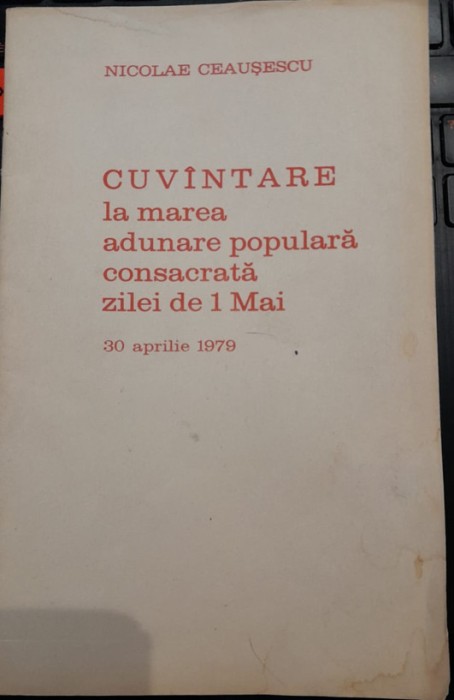 NICOLAE CEAUŞESCU
CUVÎNTARE
la marea
adunare populară
consacrată
zilei de 1 Mai
30 aprilie 1979